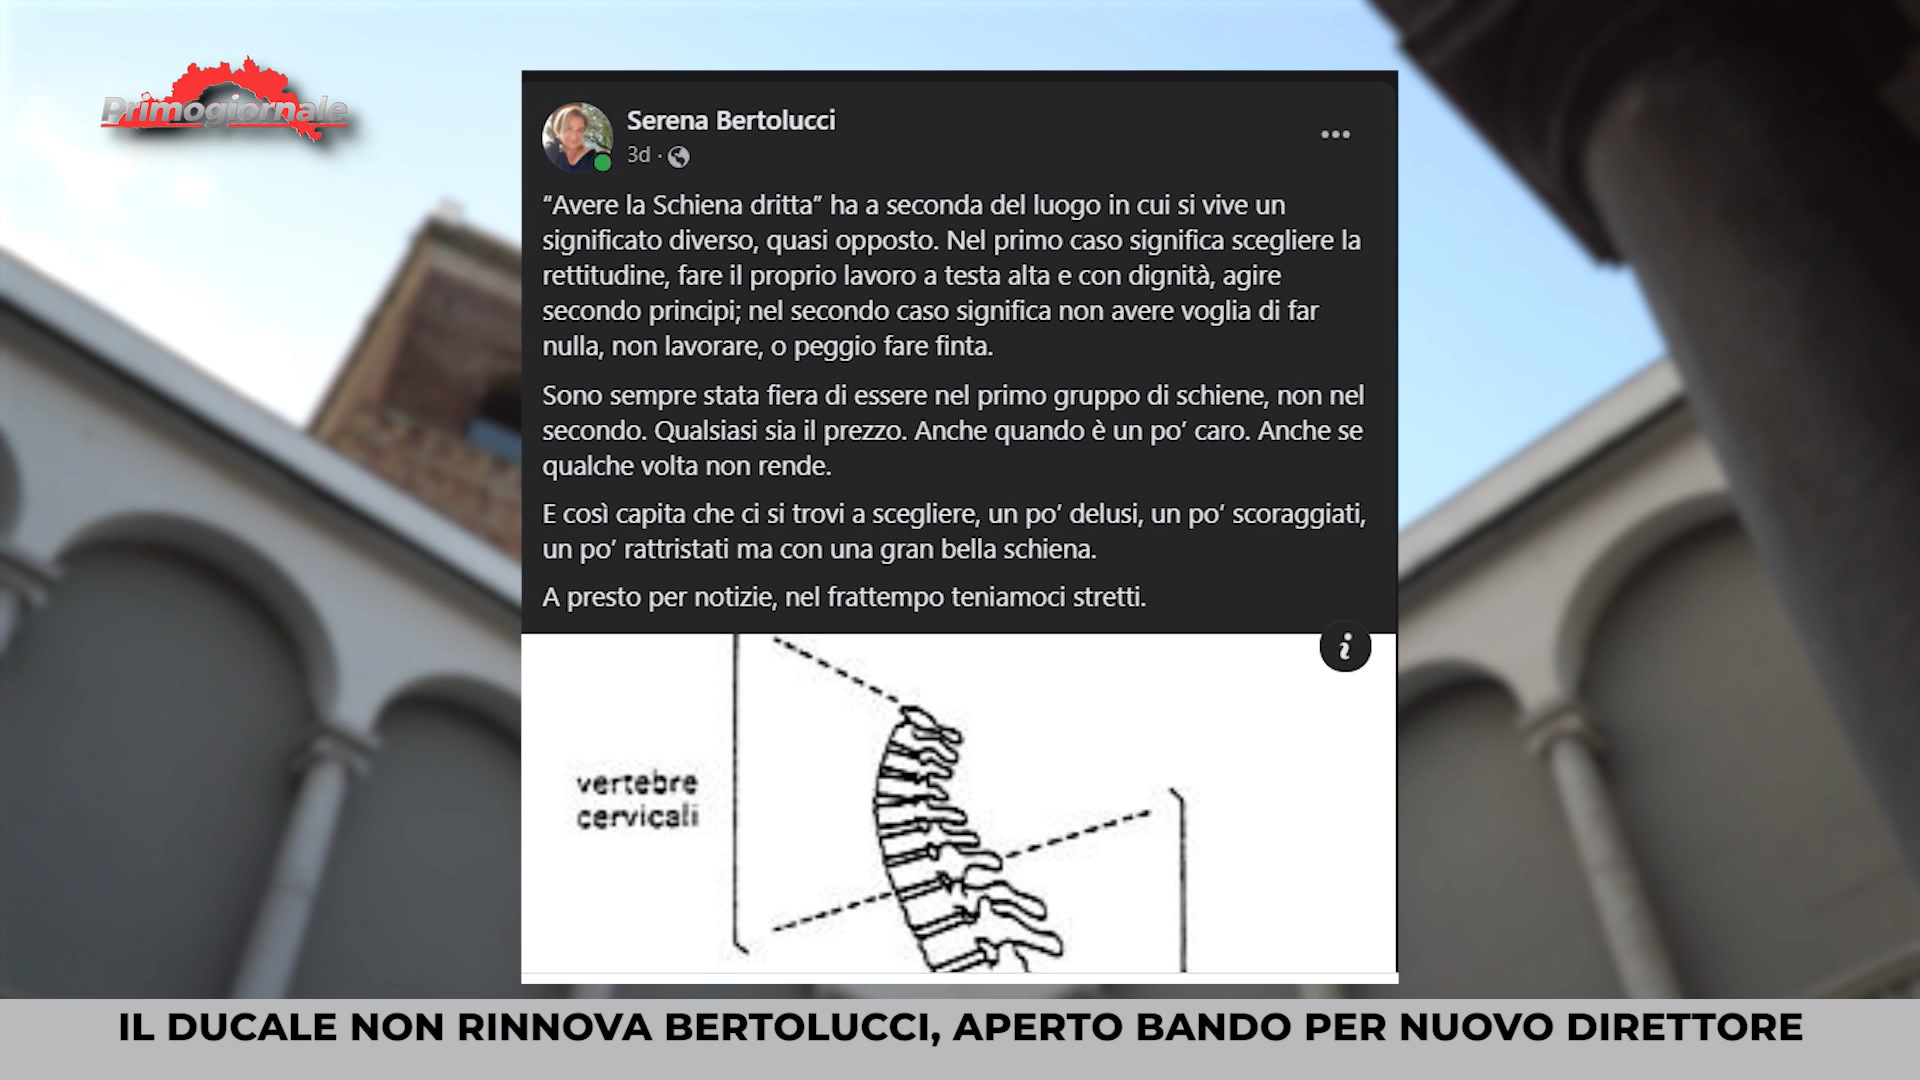 Primogiornale
Serena Bertolucci
3d ·
“Avere la Schiena dritta” ha a seconda del luogo in cui si vive un
significato diverso, quasi opposto. Nel primo caso significa scegliere la
rettitudine, fare il proprio lavoro a testa alta e con dignità, agire
secondo principi; nel secondo caso significa non avere voglia di far
nulla, non lavorare, o peggio fare finta.
Sono sempre stata fiera di essere nel primo gruppo di schiene, non nel
secondo. Qualsiasi sia il prezzo. Anche quando è un po’ caro. Anche se
qualche volta non rende.
E così capita che ci si trovi a scegliere, un po’ delusi, un po’ scoraggiati,
un po’ rattristati ma con una gran bella schiena.
A presto per notizie, nel frattempo teniamoci stretti.
i
vertebre
cervicali
IL DUCALE NON RINNOVA BERTOLUCCI, APERTO BANDO PER NUOVO DIRETTORE